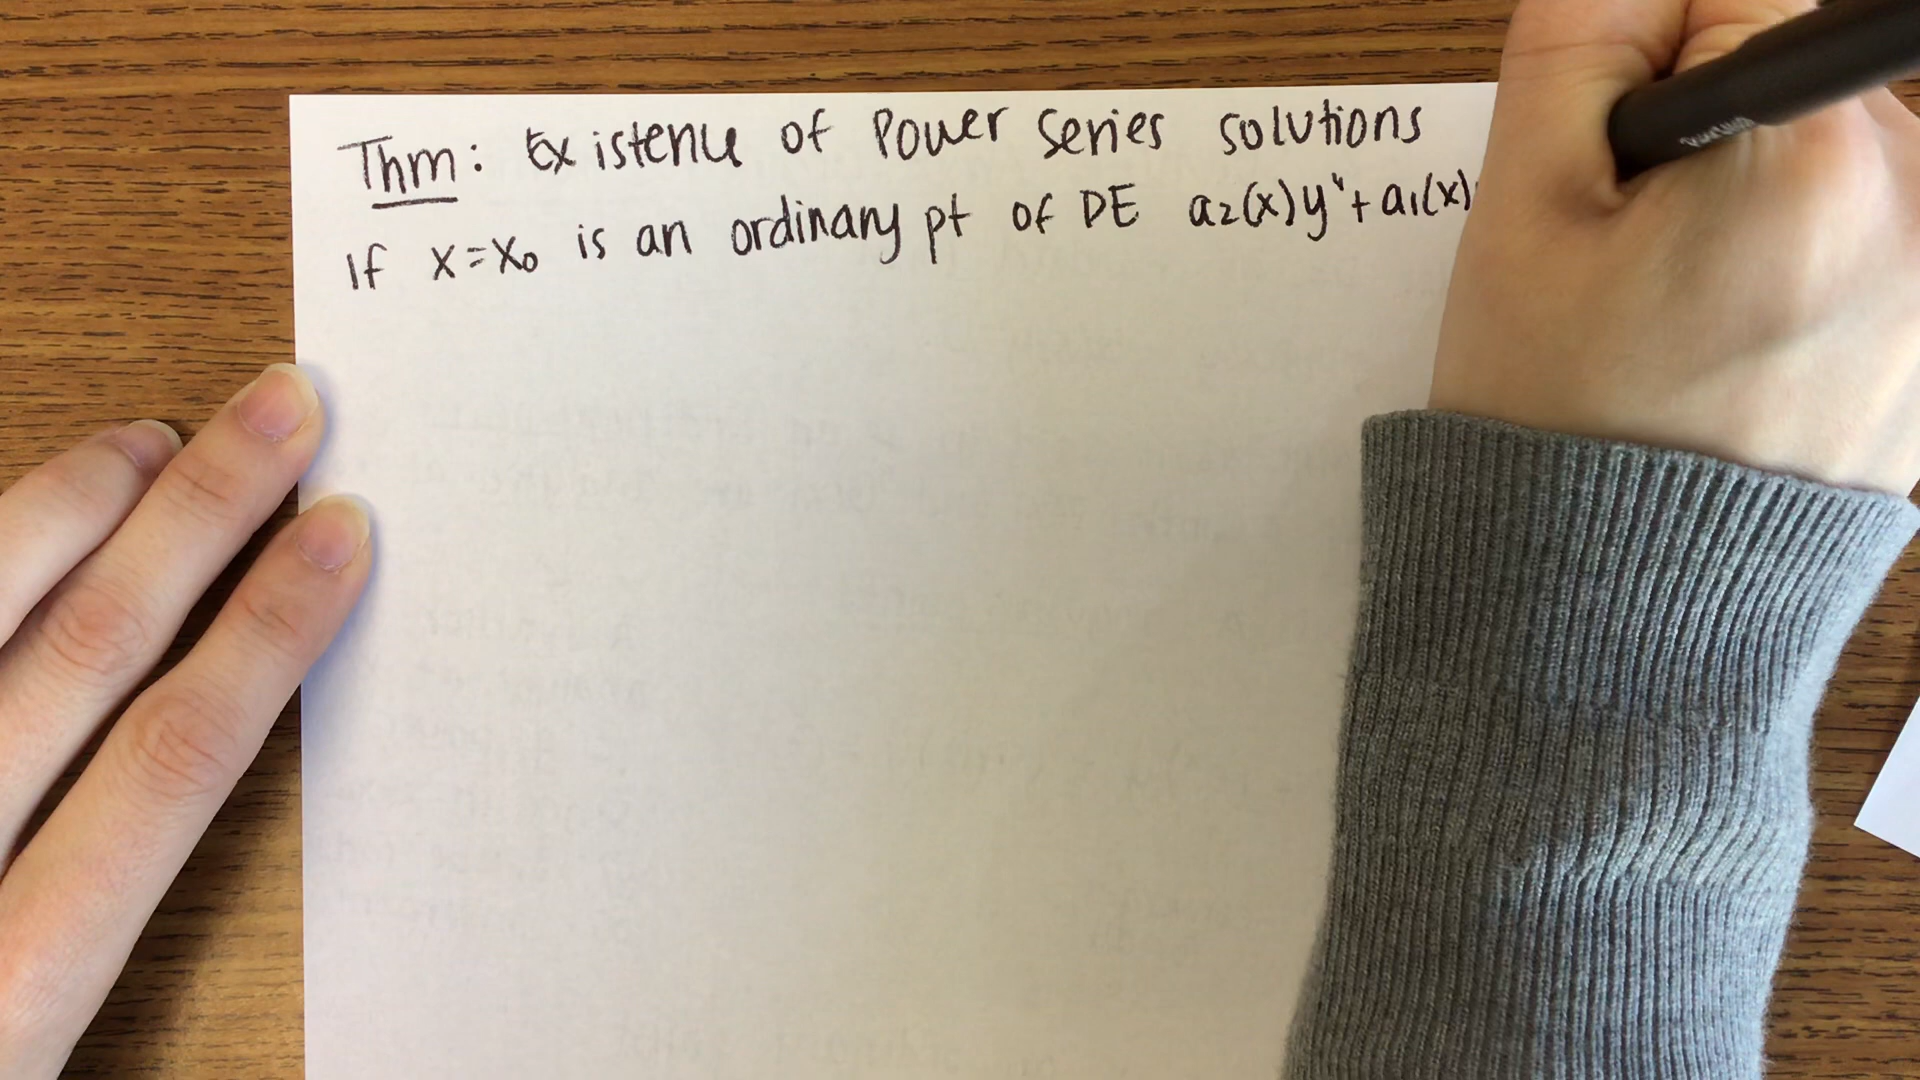 Thm: Existence of Power Series solutions
If x=x₀ is an ordinary pt of DE a₂(x)y"+a₁(x)